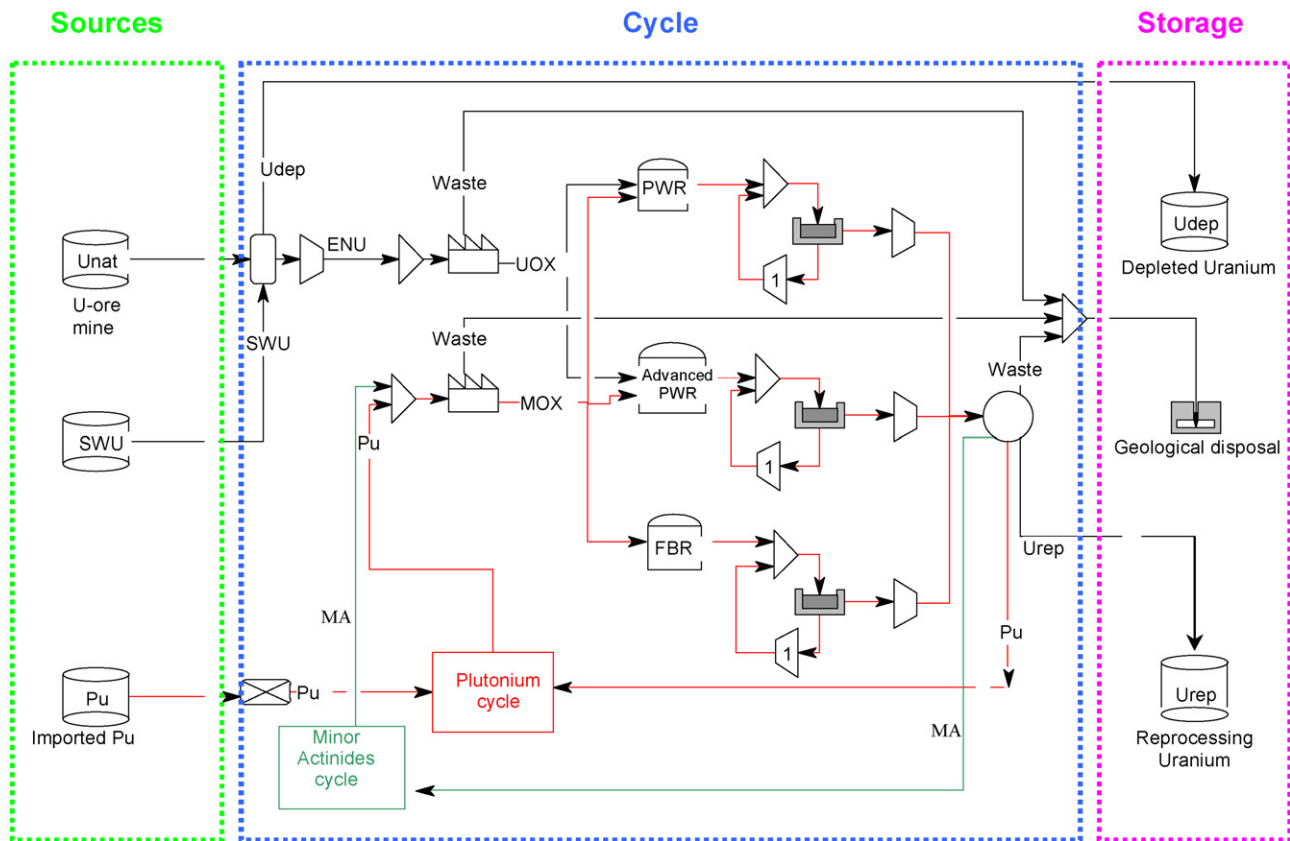 Sources
Cycle
Storage
Udep
Waste
PWR
Udep
Depleted Uranium
Unat
U-ore
mine
ENU
UOX
1
SWU
Waste
Advanced
PWR
MOX
Waste
SWU
Pu
1
Geological disposal
FBR
Urep
MA
Pu
1
Plutonium
cycle
Pu
Imported Pu
Pu
Minor
Actinides
cycle
MA
Urep
Reprocessing
Uranium